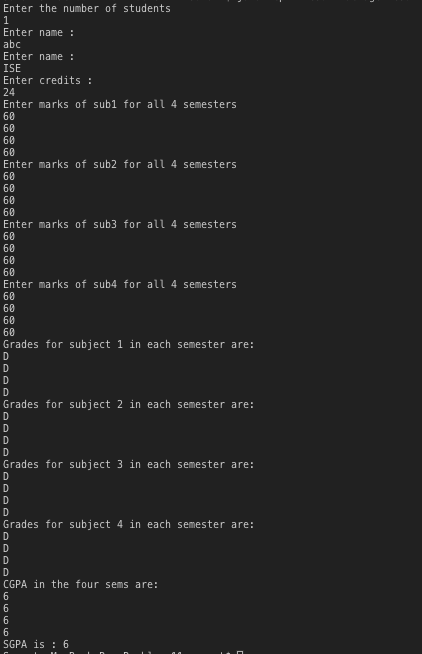 Enter the number of students
1
Enter name :
abc
Enter name :
ISE
Enter credits :
24
Enter marks of sub1 for all 4 semesters
60
60
60
60
Enter marks of sub2 for all 4 semesters
60
60
60
60
Enter marks of sub3 for all 4 semesters
60
60
60
60
Enter marks of sub4 for all 4 semesters
60
60
60
60
Grades for subject 1 in each semester are:
D
D
D
D
Grades for subject 2 in each semester are:
D
D
D
D
Grades for subject 3 in each semester are:
D
D
D
D
Grades for subject 4 in each semester are:
D
D
D
D
CGPA in the four sems are:
6
6
6
6
SGPA is : 6